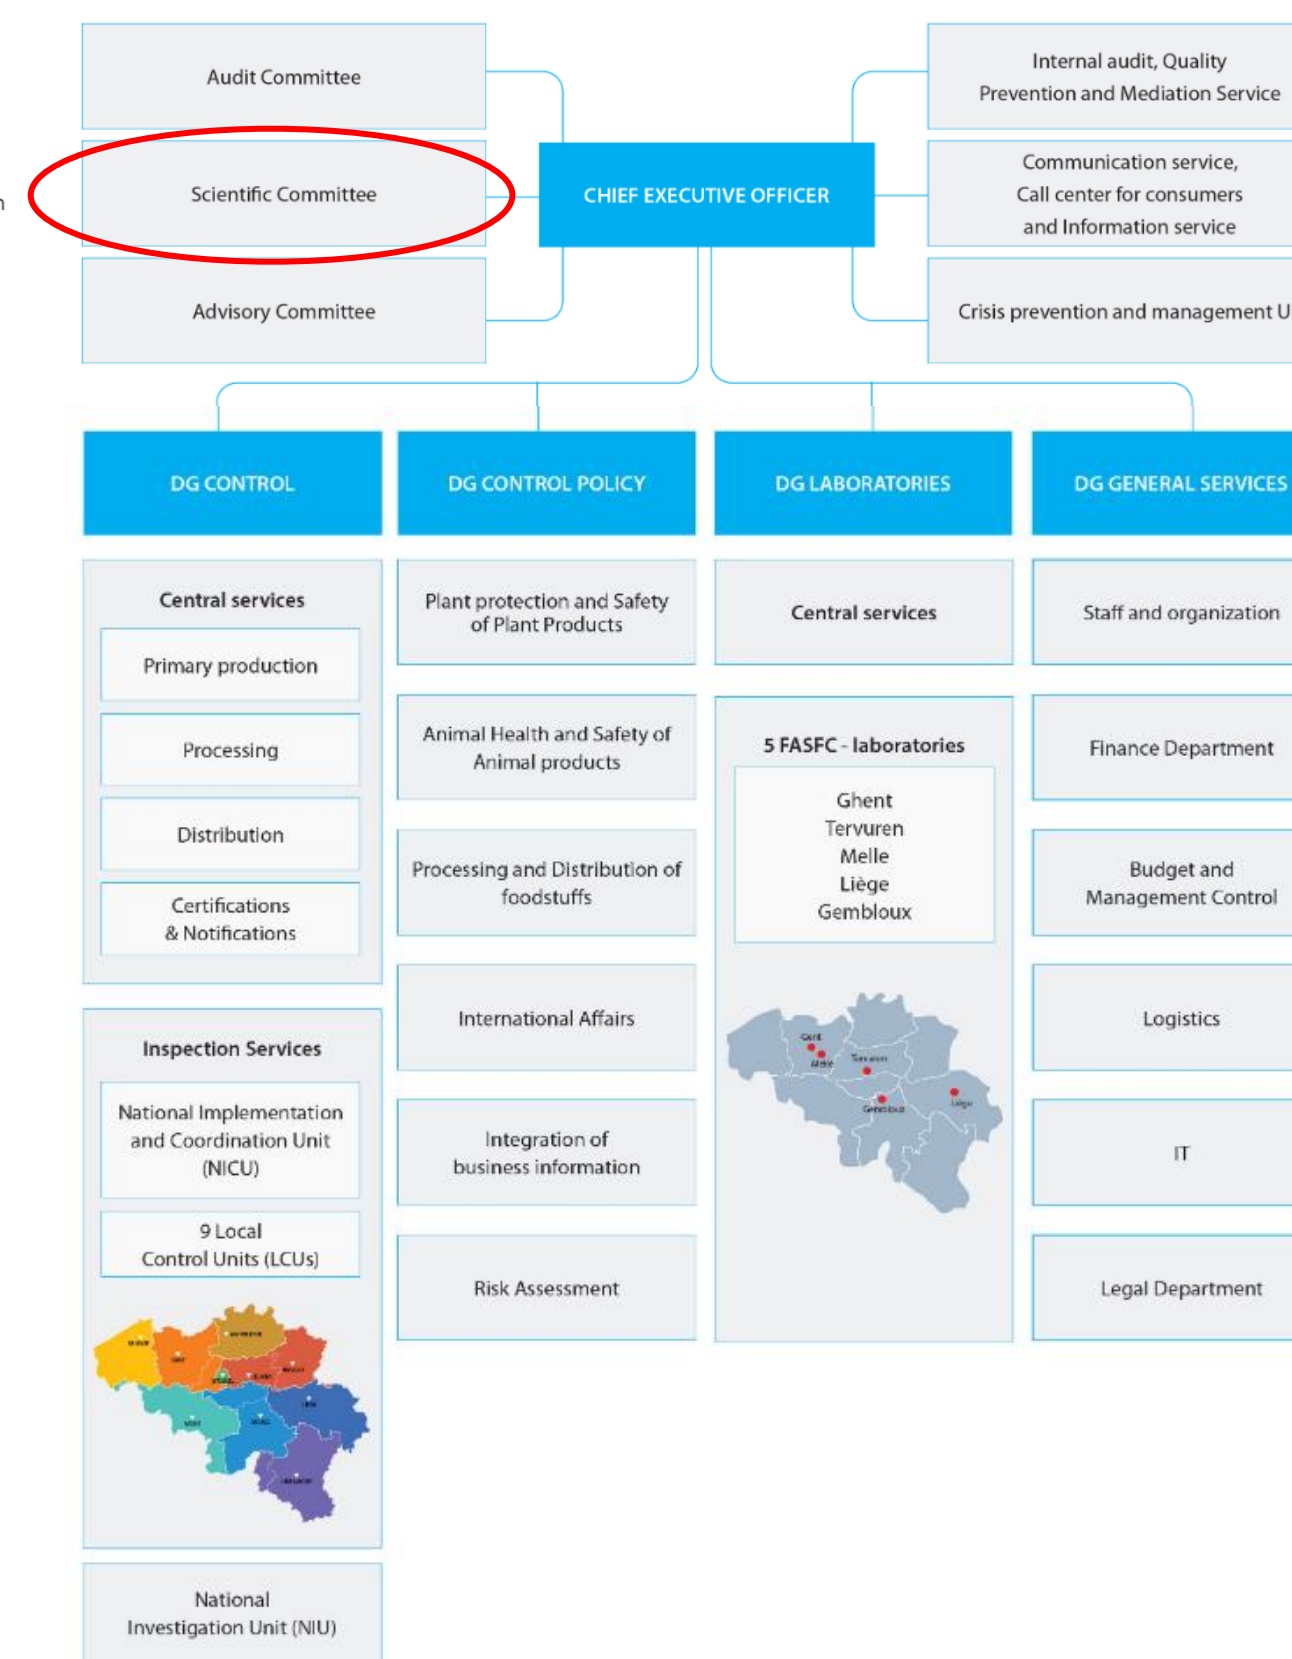 Audit Committee
Internal audit, Quality
Prevention and Mediation Service
Scientific Committee
CHIEF EXECUTIVE OFFICER
Communication service,
Call center for consumers
and Information service
Advisory Committee
Crisis prevention and management U
DG CONTROL
DG CONTROL POLICY
DG LABORATORIES
DG GENERAL SERVICES
Central services
Primary production
Processing
Distribution
Certifications
& Notifications
Inspection Services
National Implementation
and Coordination Unit
(NICU)
9 Local
Control Units (LCUs)
National
Investigation Unit (NIU)
Plant protection and Safety
of Plant Products
Animal Health and Safety of
Animal products
Processing and Distribution of
foodstuffs
International Affairs
Integration of
business information
Risk Assessment
Central services
5 FASFC - laboratories
Ghent
Tervuren
Melle
Liège
Gembloux
Gent
Melle
Tervuren
Gembloux
Liège
Staff and organization
Finance Department
Budget and
Management Control
Logistics
IT
Legal Department